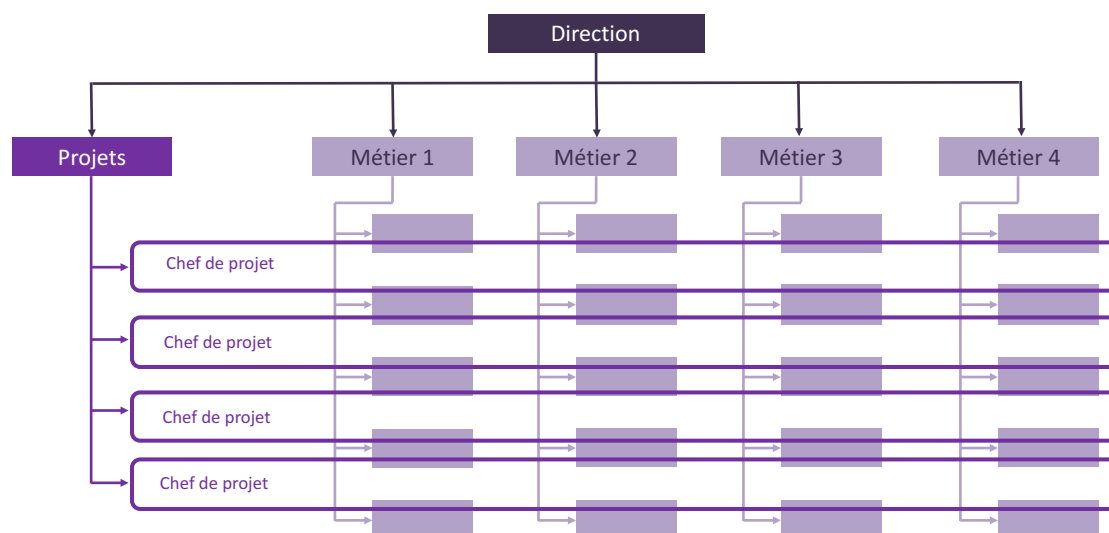 Direction
Projets
Métier 1
Métier 2
Métier 3
Métier 4
Chef de projet
Chef de projet
Chef de projet
Chef de projet